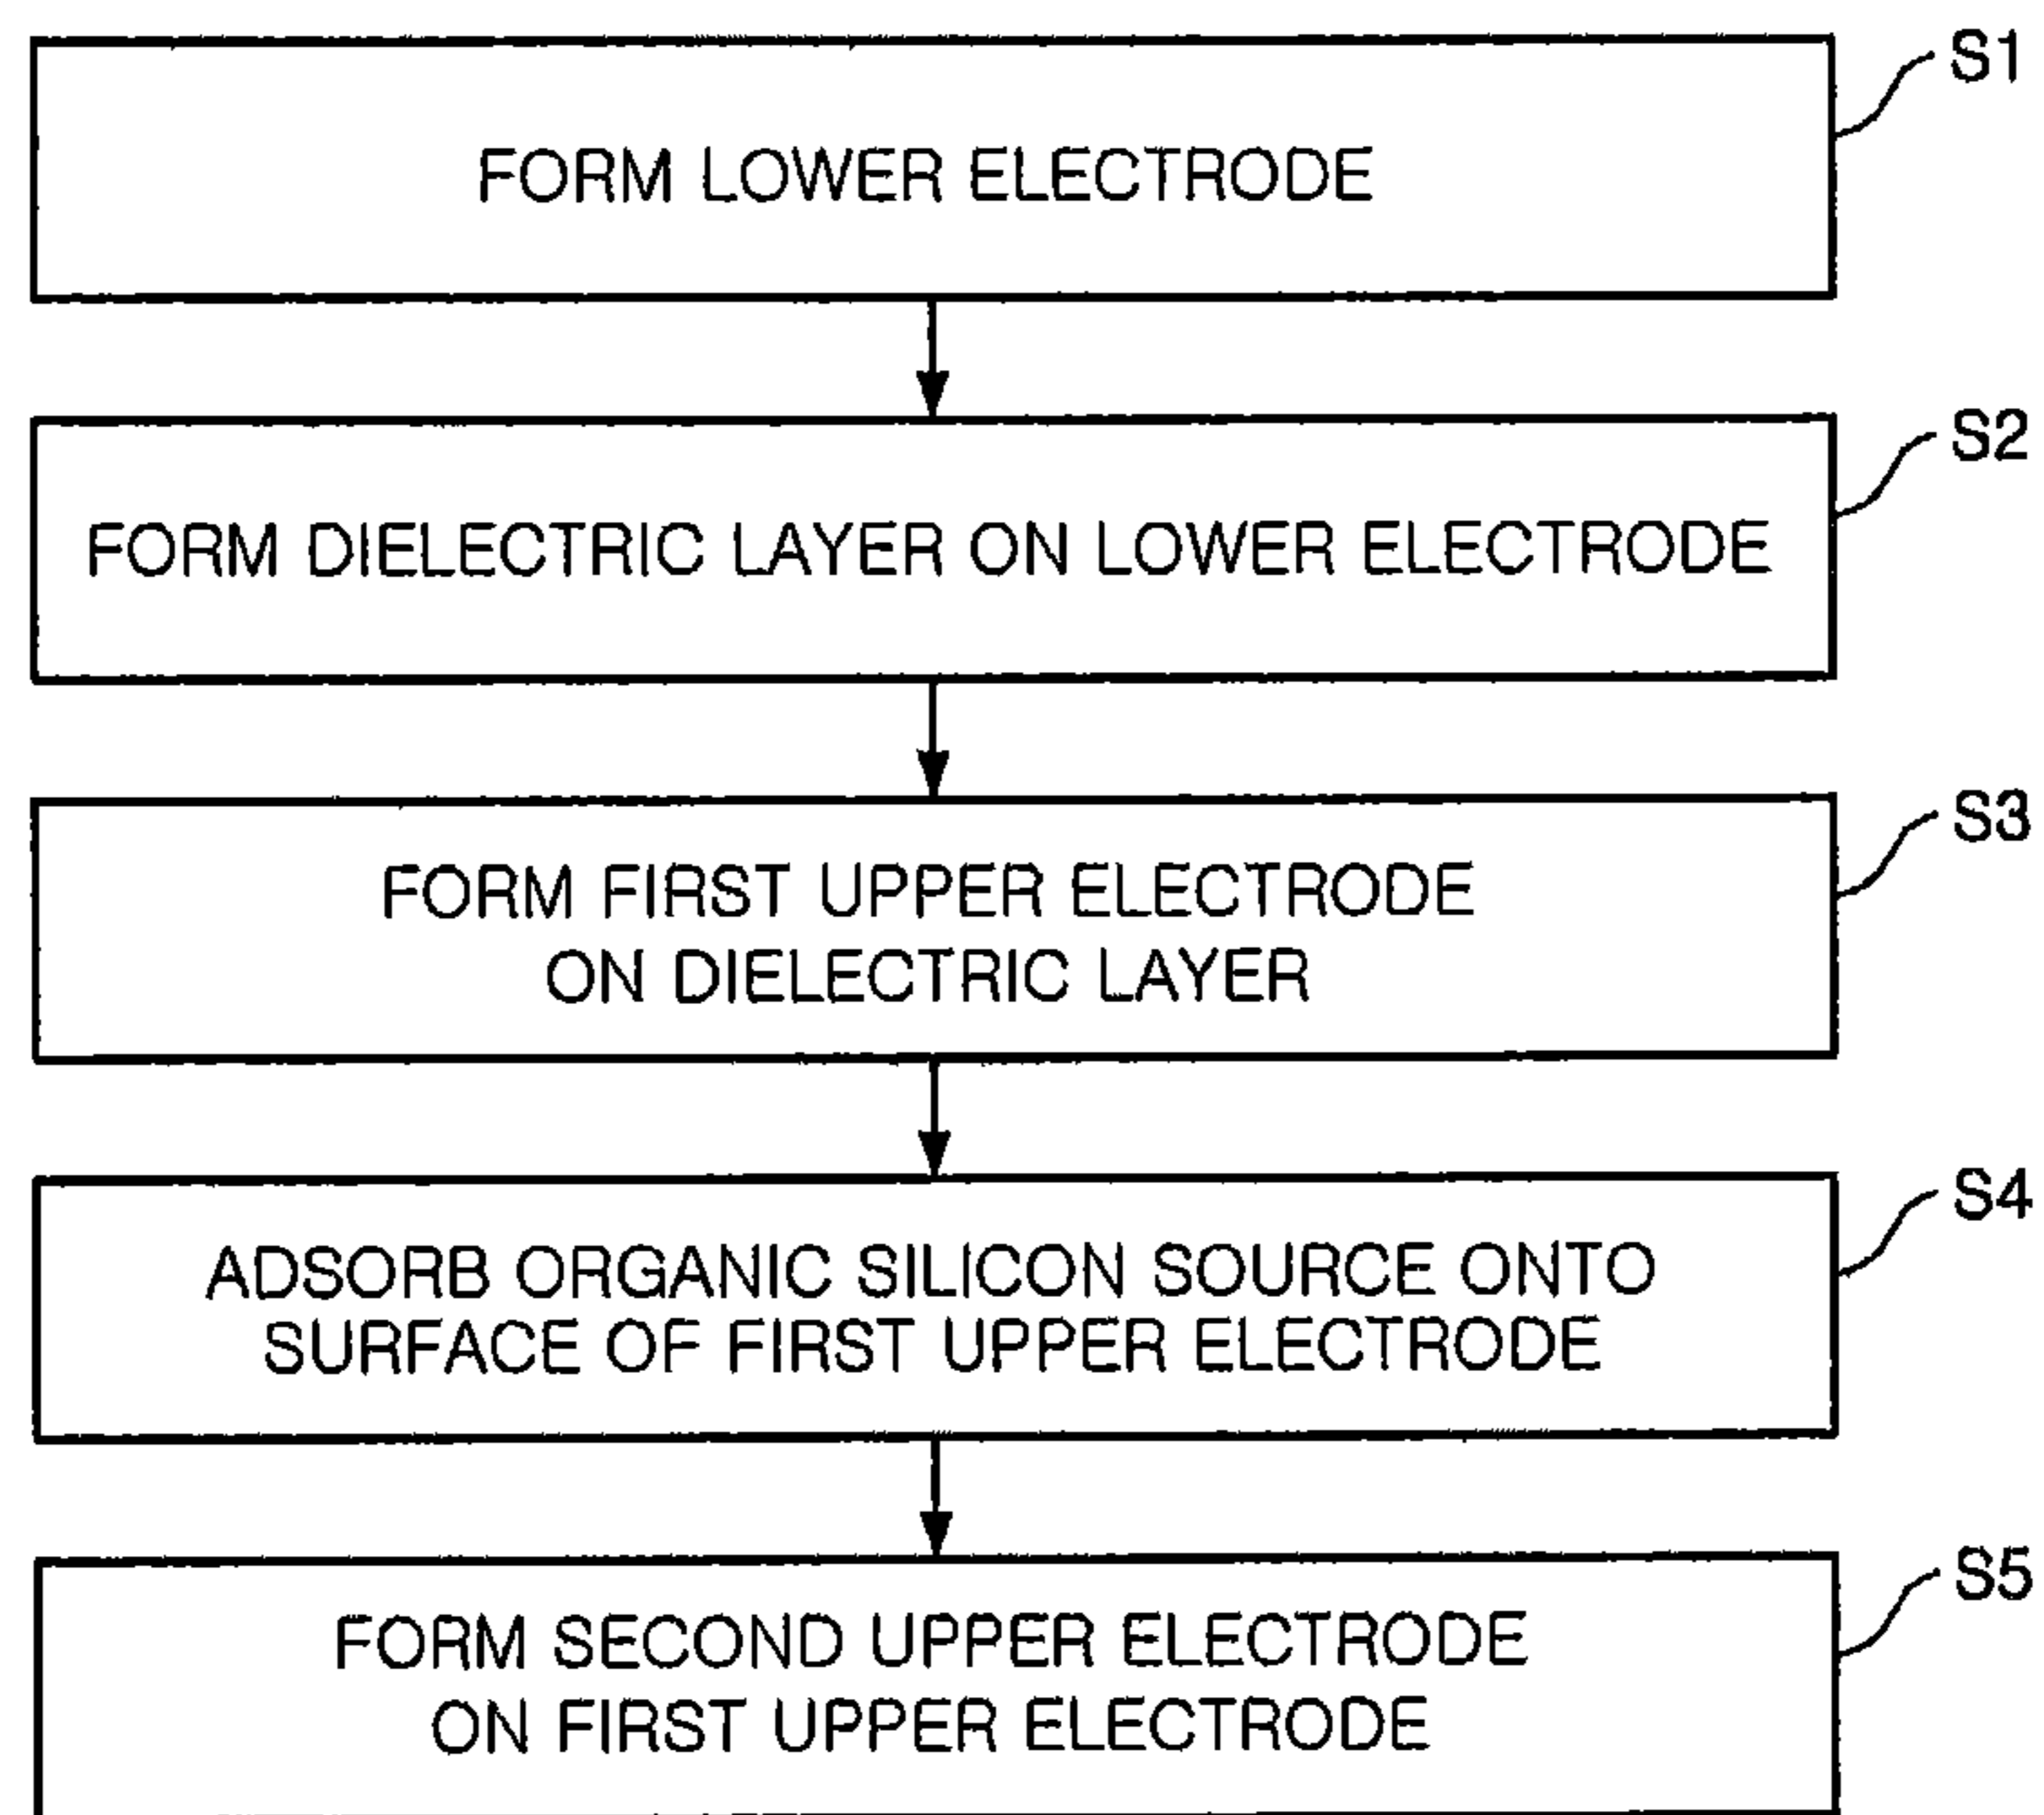 S1
FORM LOWER ELECTRODE
S2
FORM DIELECTRIC LAYER ON LOWER ELECTRODE
S3
FORM FIRST UPPER ELECTRODE
ON DIELECTRIC LAYER
S4
ADSORB ORGANIC SILICON SOURCE ONTO
SURFACE OF FIRST UPPER ELECTRODE
S5
FORM SECOND UPPER ELECTRODE
ON FIRST UPPER ELECTRODE